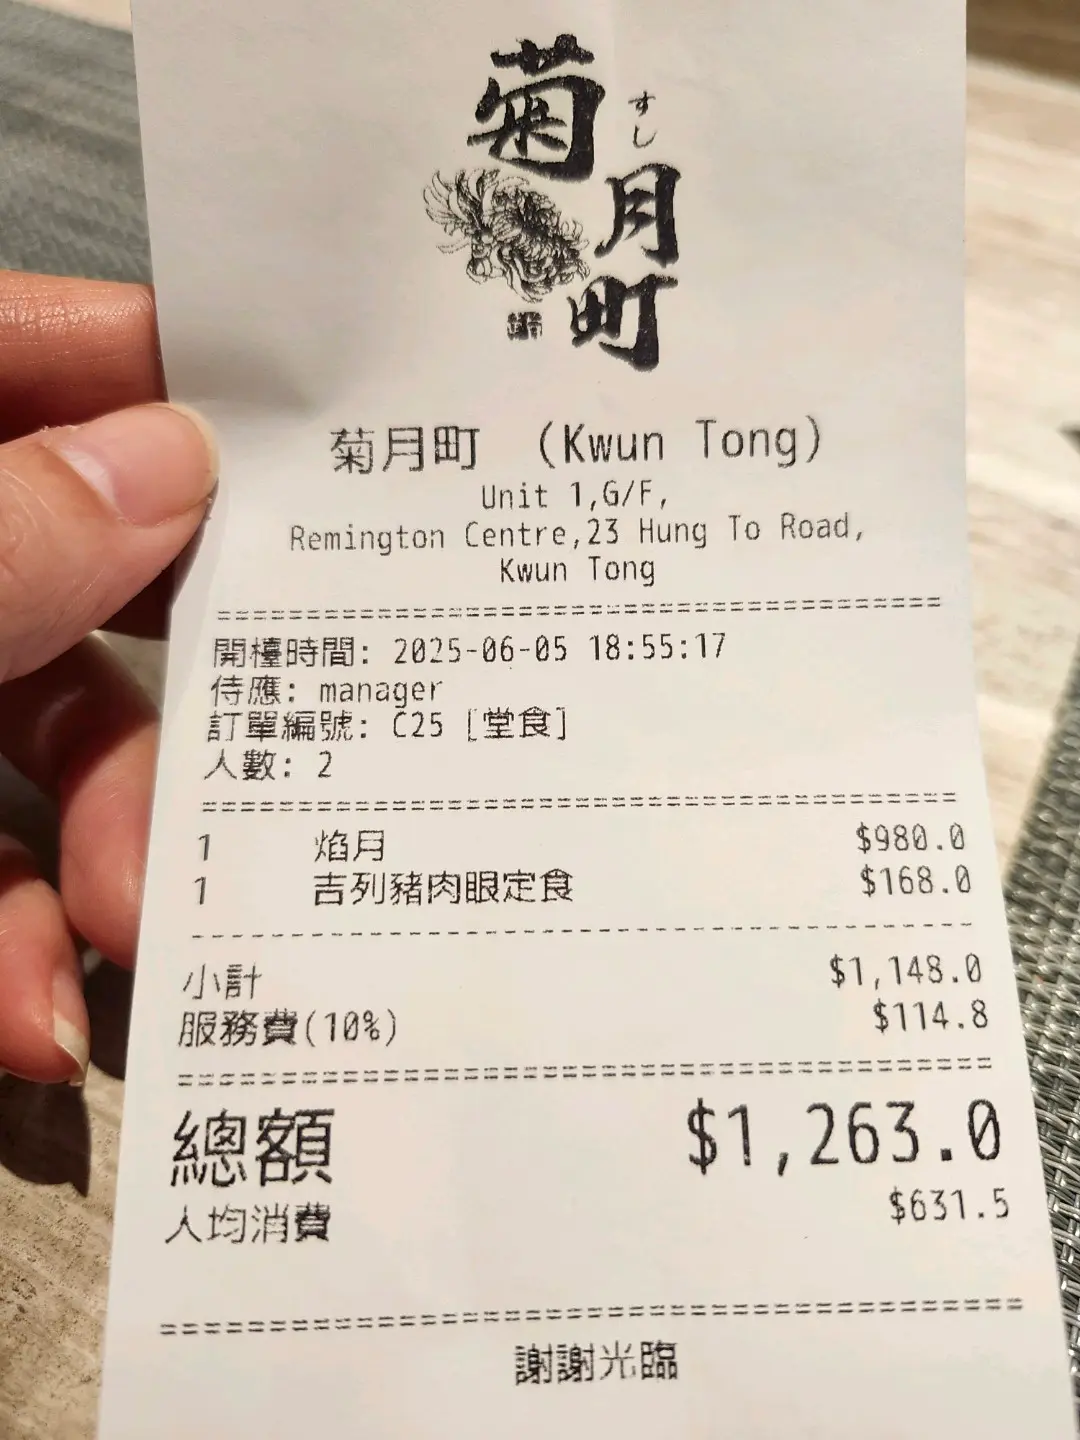 菊月町
すし
菊月町 (Kwun Tong)
Unit 1,G/F,
Remington Centre,23 Hung To Road,
Kwun Tong
開檯時間: 2025-06-05 18:55:17
侍應: manager
訂單編號: C25 [堂食]
人數: 2
1 焰月 $980.0
1 吉列豬肉眼定食 $168.0
小計 $1,148.0
服務費(10%) $114.8
總額 $1,263.0
人均消費 $631.5
謝謝光臨